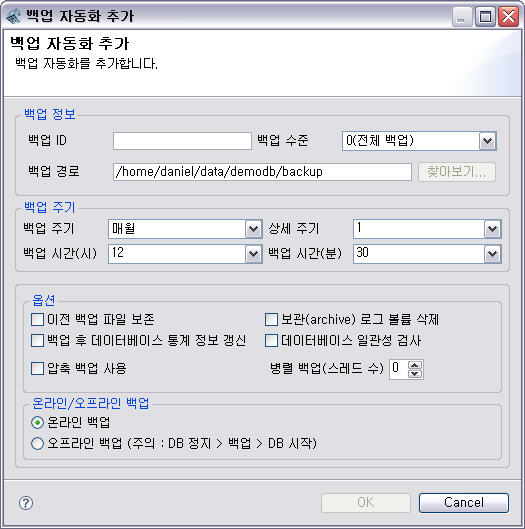 백업 자동화 추가
백업 자동화 추가
백업 자동화를 추가합니다.
백업 정보
백업 ID 백업 수준 0(전체 백업)
백업 경로 /home/daniel/data/demodb/backup 찾아보기...
백업 주기
백업 주기 매월 상세 주기 1
백업 시간(시) 12 백업 시간(분) 30
옵션
이전 백업 파일 보존 보관(archive) 로그 볼륨 삭제
백업 후 데이터베이스 통계 정보 갱신 데이터베이스 일관성 검사
압축 백업 사용 병렬 백업(스레드 수) 0
온라인/오프라인 백업
온라인 백업
오프라인 백업 (주의 : DB 정지 > 백업 > DB 시작)
? OK Cancel